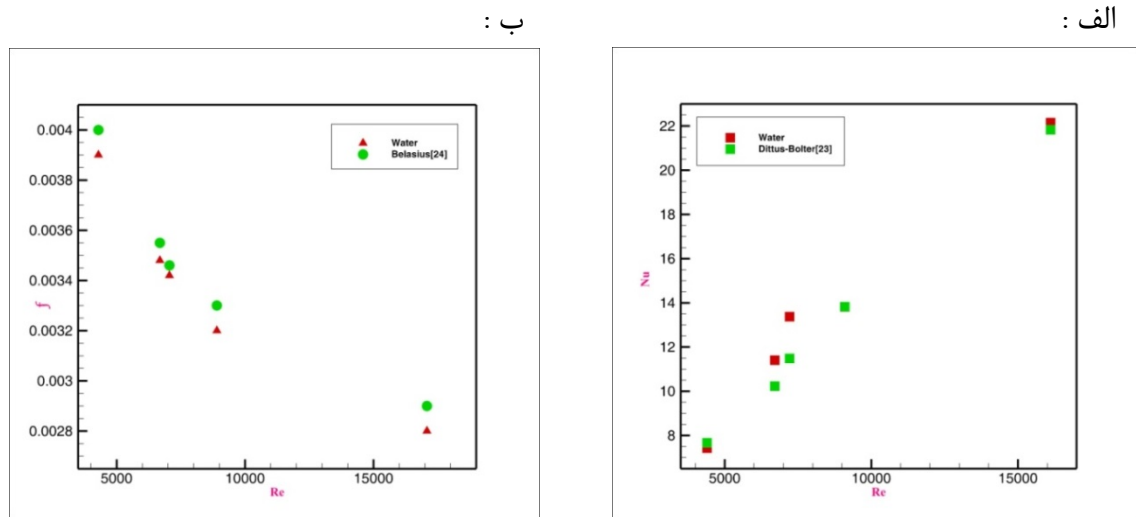 الف :
ب :
Water
Dittus-Bolter[23]
22
20
18
16
14
12
10
8
Nu
5000
10000
15000
Re
Water
Belasius[24]
0.004
0.0038
0.0036
0.0034
0.0032
0.003
0.0028
f
5000
10000
15000
Re